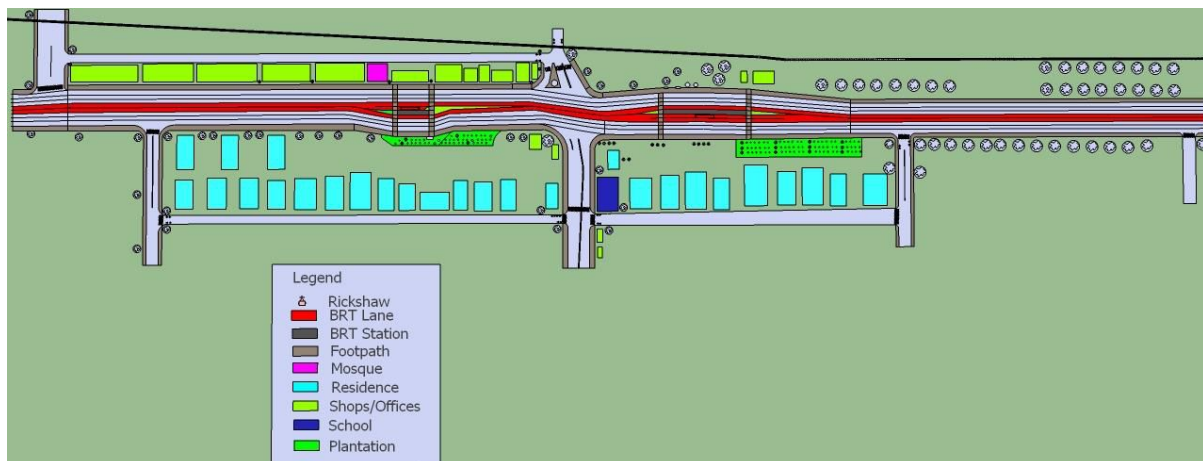 Legend
Rickshaw
BRT Lane
BRT Station
Footpath
Mosque
Residence
Shops/Offices
School
Plantation